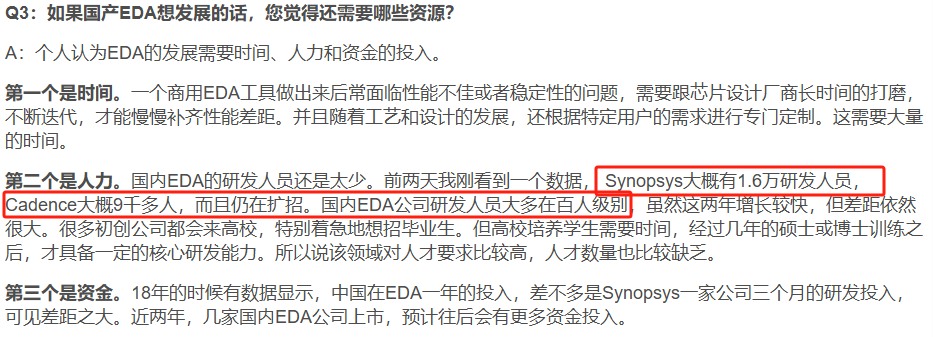 Q3：如果国产EDA想发展的话，您觉得还需要哪些资源？
A：个人认为EDA的发展需要时间、人力和资金的投入。
第一个是时间。一个商用EDA工具做出来后常面临性能不佳或者稳定性的问题，需要跟芯片设计厂商长时间的打磨，
不断迭代，才能慢慢补齐性能差距。并且随着工艺和设计的发展，还根据特定用户的需求进行专门定制。这需要大量
的时间。
第二个是人力。国内EDA的研发人员还是太少。前两天我刚看到一个数据，Synopsys大概有1.6万研发人员，
Cadence大概9千多人，而且仍在扩招。国内EDA公司研发人员大多在百人级别，虽然这两年增长较快，但差距依然
很大。很多初创公司都会来高校，特别着急地想招毕业生。但高校培养学生需要时间，经过几年的硕士或博士训练之
后，才具备一定的核心研发能力。所以说该领域对人才要求比较高，人才数量也比较缺乏。
第三个是资金。18年的时候有数据显示，中国在EDA一年的投入，差不多是Synopsys一家公司三个月的研发投入，
可见差距之大。近两年，几家国内EDA公司上市，预计往后会有更多资金投入。